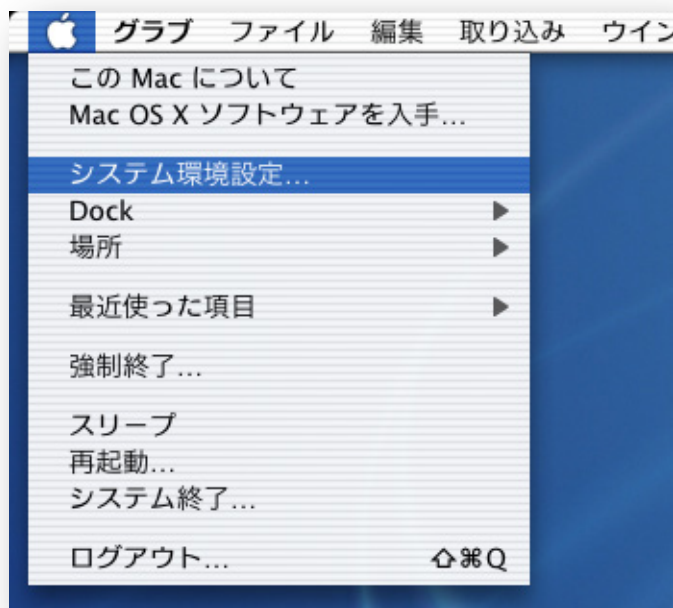 グラブ ファイル 編集 取り込み ウイン
この Mac について
Mac OS X ソフトウェアを入手...
システム環境設定...
Dock
場所
最近使った項目
強制終了...
スリープ
再起動...
システム終了...
ログアウト... ⇧⌘Q